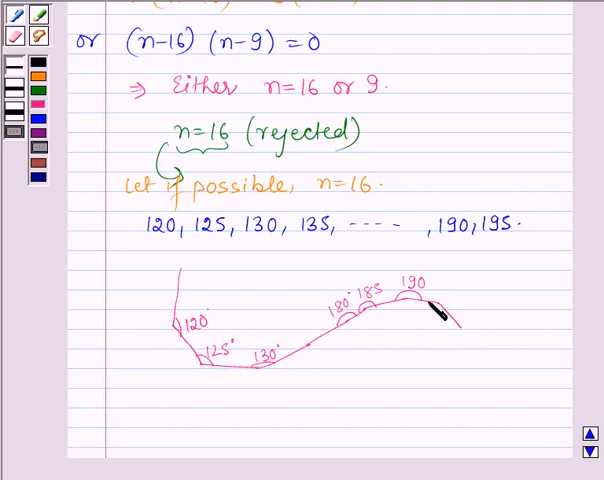 or (n-16) (n-9) = 0
⇒ Either n=16 or 9.
n=16 (rejected)
Let if possible, n=16.
120, 125, 130, 135, ---- , 190, 195.
190
180° 185
120°
125° 130°